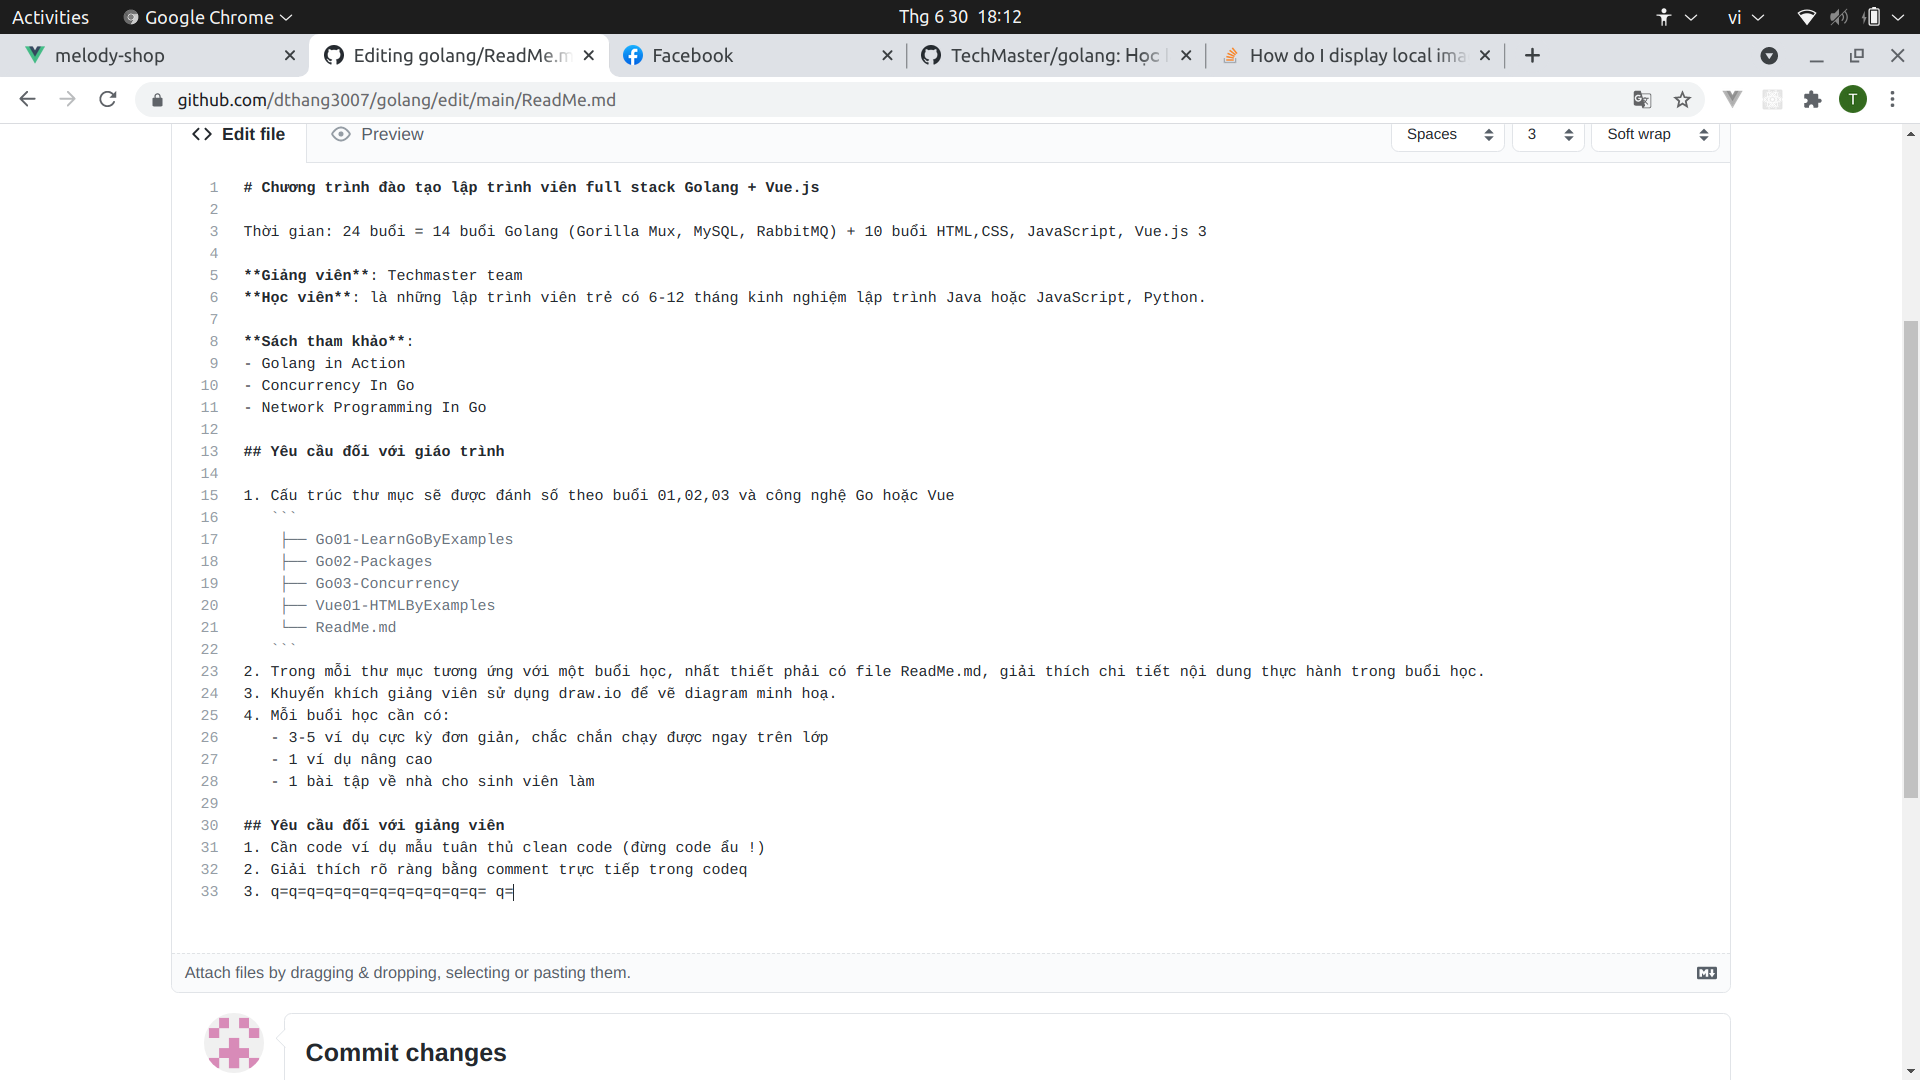 Activities Google Chrome Thg 6 30 18:12 vi
melody-shop Editing golang/ReadMe.m Facebook TechMaster/golang: Học How do I display local ima
github.com/dthang3007/golang/edit/main/ReadMe.md T
Edit file Preview Spaces 3 Soft wrap
1 # Chương trình đào tạo lập trình viên full stack Golang + Vue.js
2
3 Thời gian: 24 buổi = 14 buổi Golang (Gorilla Mux, MySQL, RabbitMQ) + 10 buổi HTML,CSS, JavaScript, Vue.js 3
4
5 **Giảng viên**: Techmaster team
6 **Học viên**: là những lập trình viên trẻ có 6-12 tháng kinh nghiệm lập trình Java hoặc JavaScript, Python.
7
8 **Sách tham khảo**:
9 - Golang in Action
10 - Concurrency In Go
11 - Network Programming In Go
12
13 ## Yêu cầu đối với giáo trình
14
15 1. Cấu trúc thư mục sẽ được đánh số theo buổi 01,02,03 và công nghệ Go hoặc Vue
16 ```
17 ├── Go01-LearnGoByExamples
18 ├── Go02-Packages
19 ├── Go03-Concurrency
20 ├── Vue01-HTMLByExamples
21 └── ReadMe.md
22 ```
23 2. Trong mỗi thư mục tương ứng với một buổi học, nhất thiết phải có file ReadMe.md, giải thích chi tiết nội dung thực hành trong buổi học.
24 3. Khuyến khích giảng viên sử dụng draw.io để vẽ diagram minh hoạ.
25 4. Mỗi buổi học cần có:
26 - 3-5 ví dụ cực kỳ đơn giản, chắc chắn chạy được ngay trên lớp
27 - 1 ví dụ nâng cao
28 - 1 bài tập về nhà cho sinh viên làm
29
30 ## Yêu cầu đối với giảng viên
31 1. Cần code ví dụ mẫu tuân thủ clean code (đừng code ẩu !)
32 2. Giải thích rõ ràng bằng comment trực tiếp trong codeq
33 3. q=q=q=q=q=q=q=q=q=q=q=q= q=
Attach files by dragging & dropping, selecting or pasting them.
Commit changes